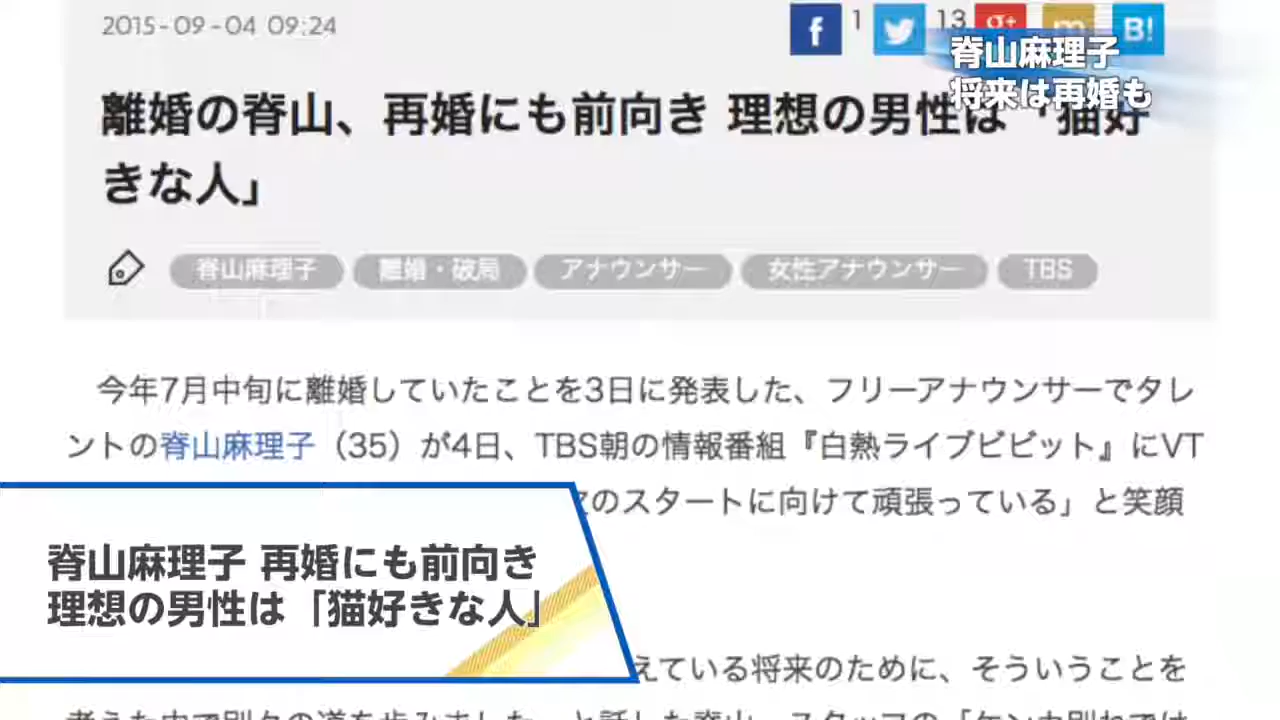 2015-09-04 09:24
1
13
g+
m
B!
脊山麻理子
将来は再婚も
離婚の脊山、再婚にも前向き 理想の男性は「猫好
きな人」
脊山麻理子
離婚・破局
アナウンサー
女性アナウンサー
TBS
今年7月中旬に離婚していたことを3日に発表した、フリーアナウンサーでタレ
ントの脊山麻理子（35）が4日、TBS朝の情報番組『白熱ライブビビット』にVT
のスタートに向けて頑張っている」と笑顔
脊山麻理子 再婚にも前向き
理想の男性は「猫好きな人」
えている将来のために、そういうことを